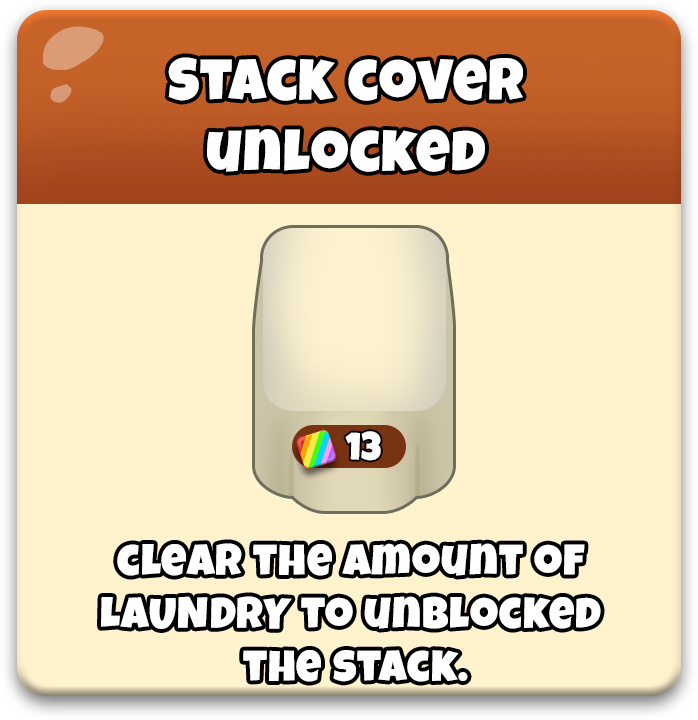 STACK COVER
UNLOCKED
13
CLEAR THE AMOUNT OF
LAUNDRY TO UNBLOCKED
THE STACK.